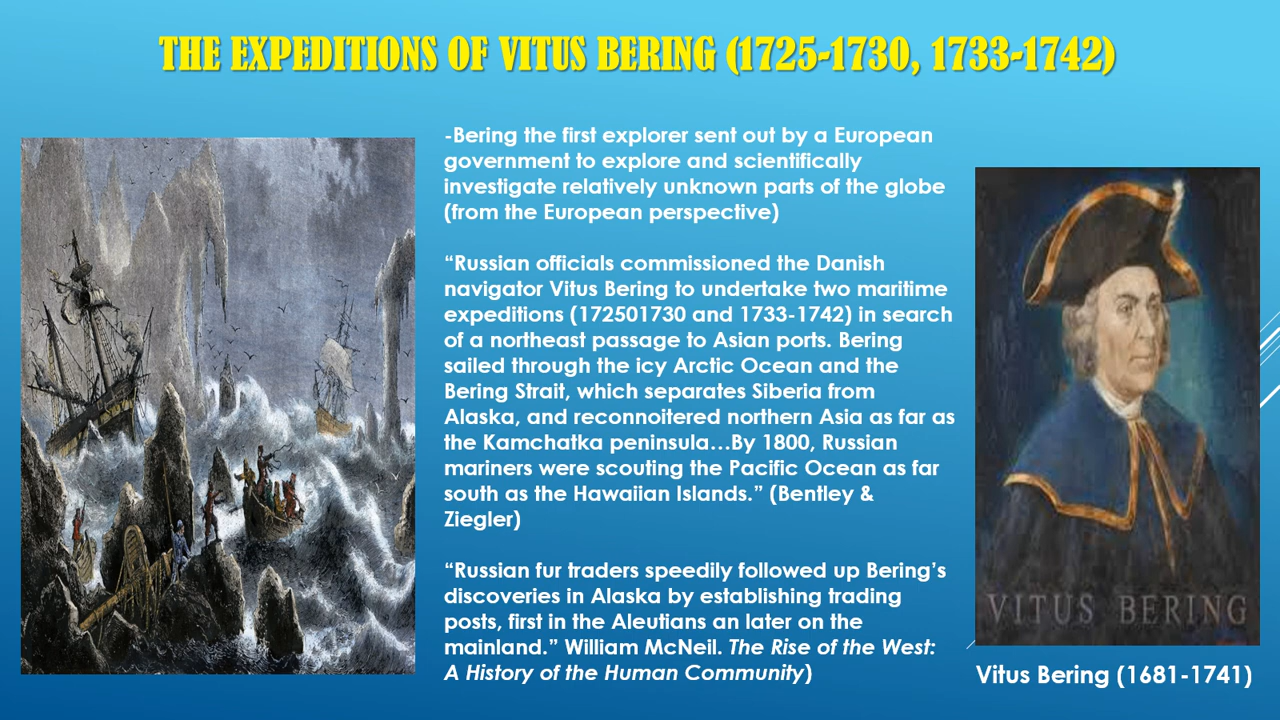 THE EXPEDITIONS OF VITUS BERING (1725-1730, 1733-1742)
-Bering the first explorer sent out by a European
government to explore and scientifically
investigate relatively unknown parts of the globe
(from the European perspective)
“Russian officials commissioned the Danish
navigator Vitus Bering to undertake two maritime
expeditions (172501730 and 1733-1742) in search
of a northeast passage to Asian ports. Bering
sailed through the icy Arctic Ocean and the
Bering Strait, which separates Siberia from
Alaska, and reconnoitered northern Asia as far as
the Kamchatka peninsula…By 1800, Russian
mariners were scouting the Pacific Ocean as far
south as the Hawaiian Islands.” (Bentley &
Ziegler)
“Russian fur traders speedily followed up Bering’s
discoveries in Alaska by establishing trading
posts, first in the Aleutians an later on the
mainland.” William McNeil. The Rise of the West:
A History of the Human Community)
VITUS BERING
Vitus Bering (1681-1741)